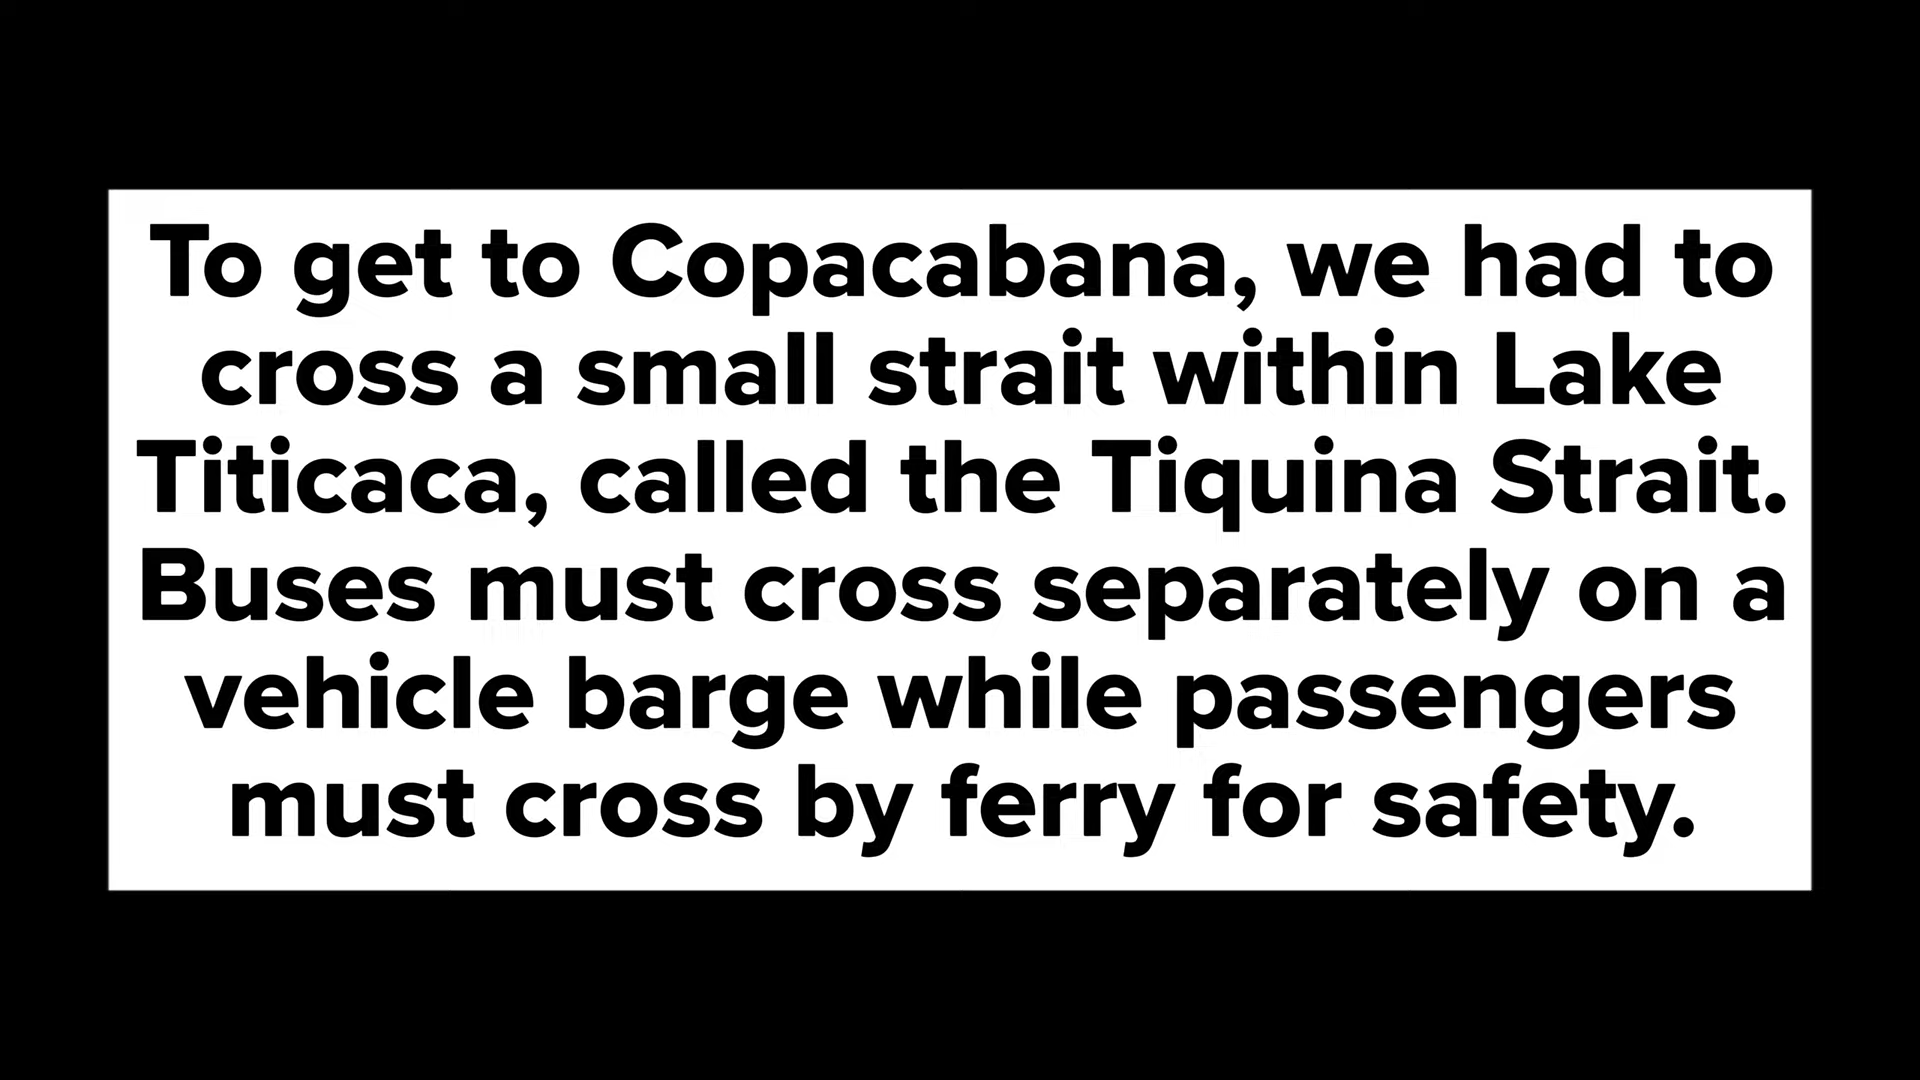 To get to Copacabana, we had to
cross a small strait within Lake
Titicaca, called the Tiquina Strait.
Buses must cross separately on a
vehicle barge while passengers
must cross by ferry for safety.